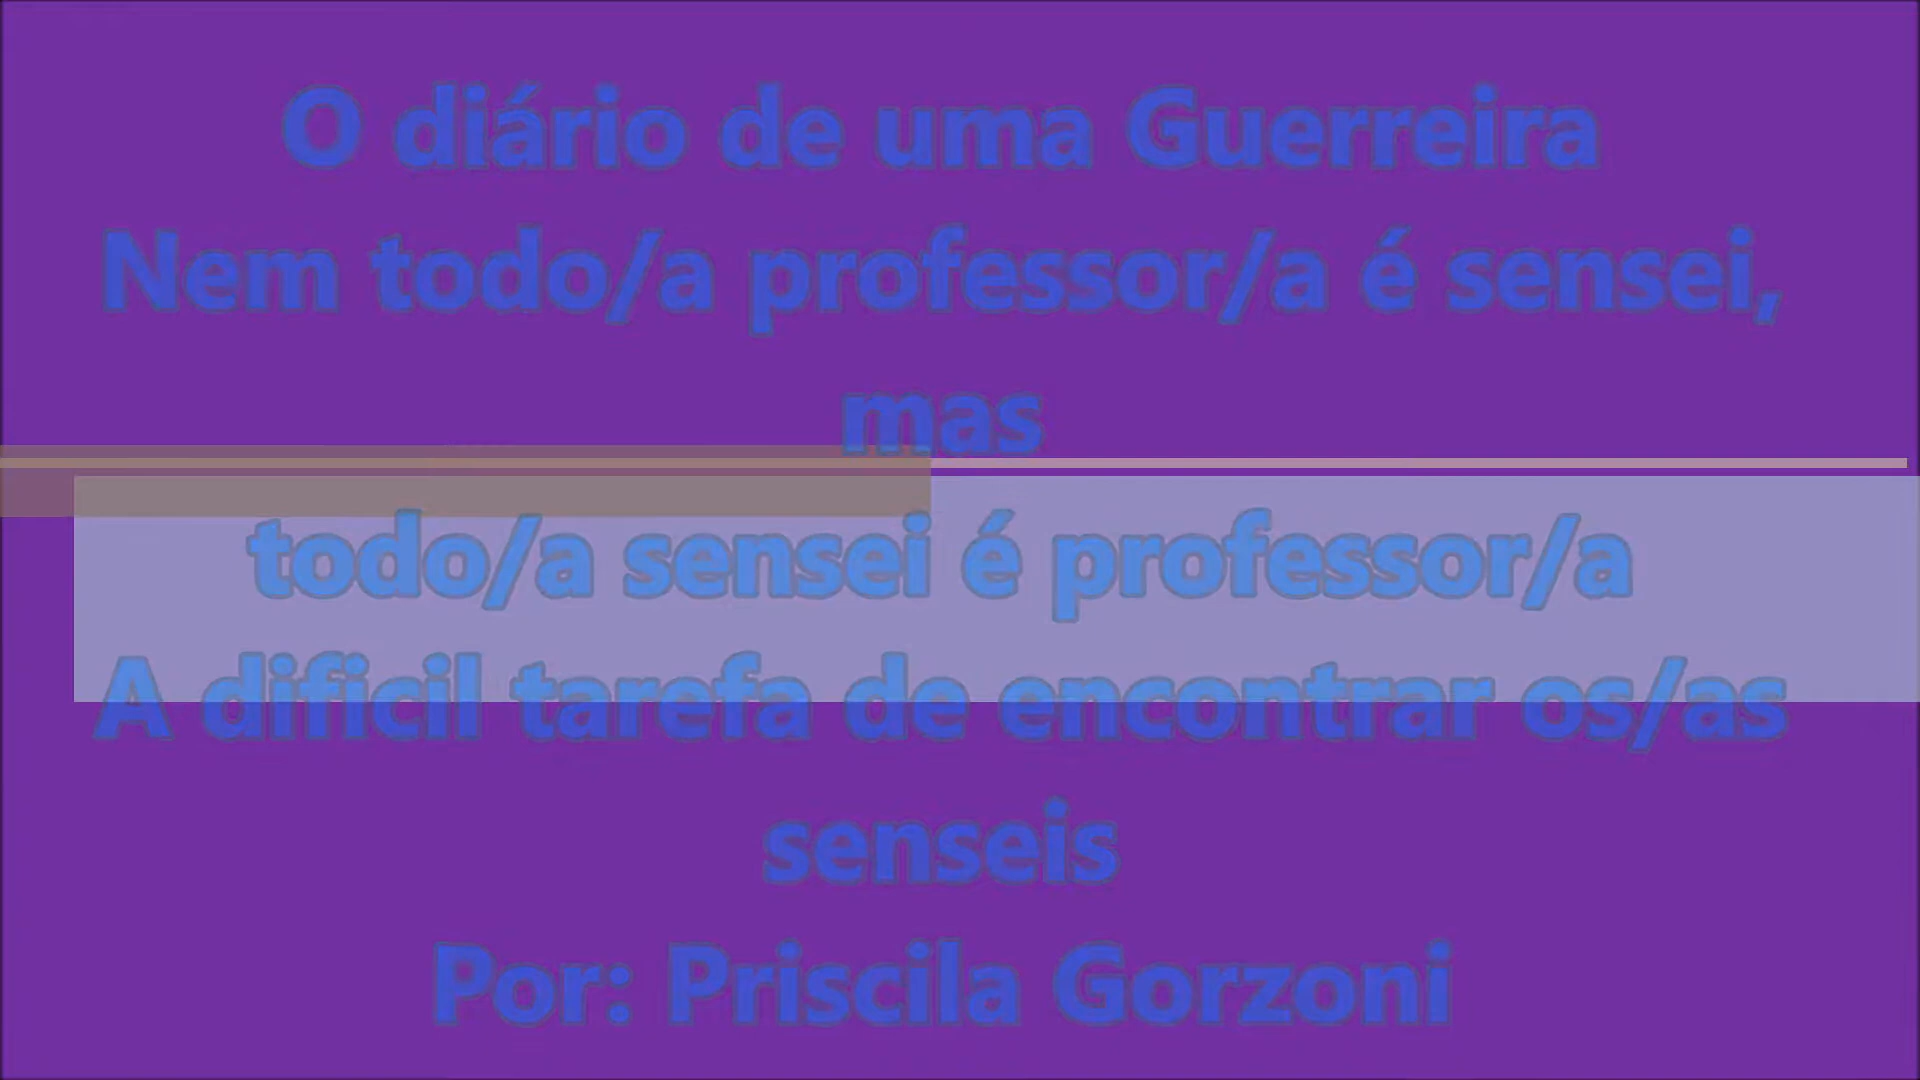 O diário de uma Guerreira
Nem todo/a professor/a é sensei,
mas
todo/a sensei é professor/a
A dificil tarefa de encontrar os/as
senseis
Por: Priscila Gorzoni